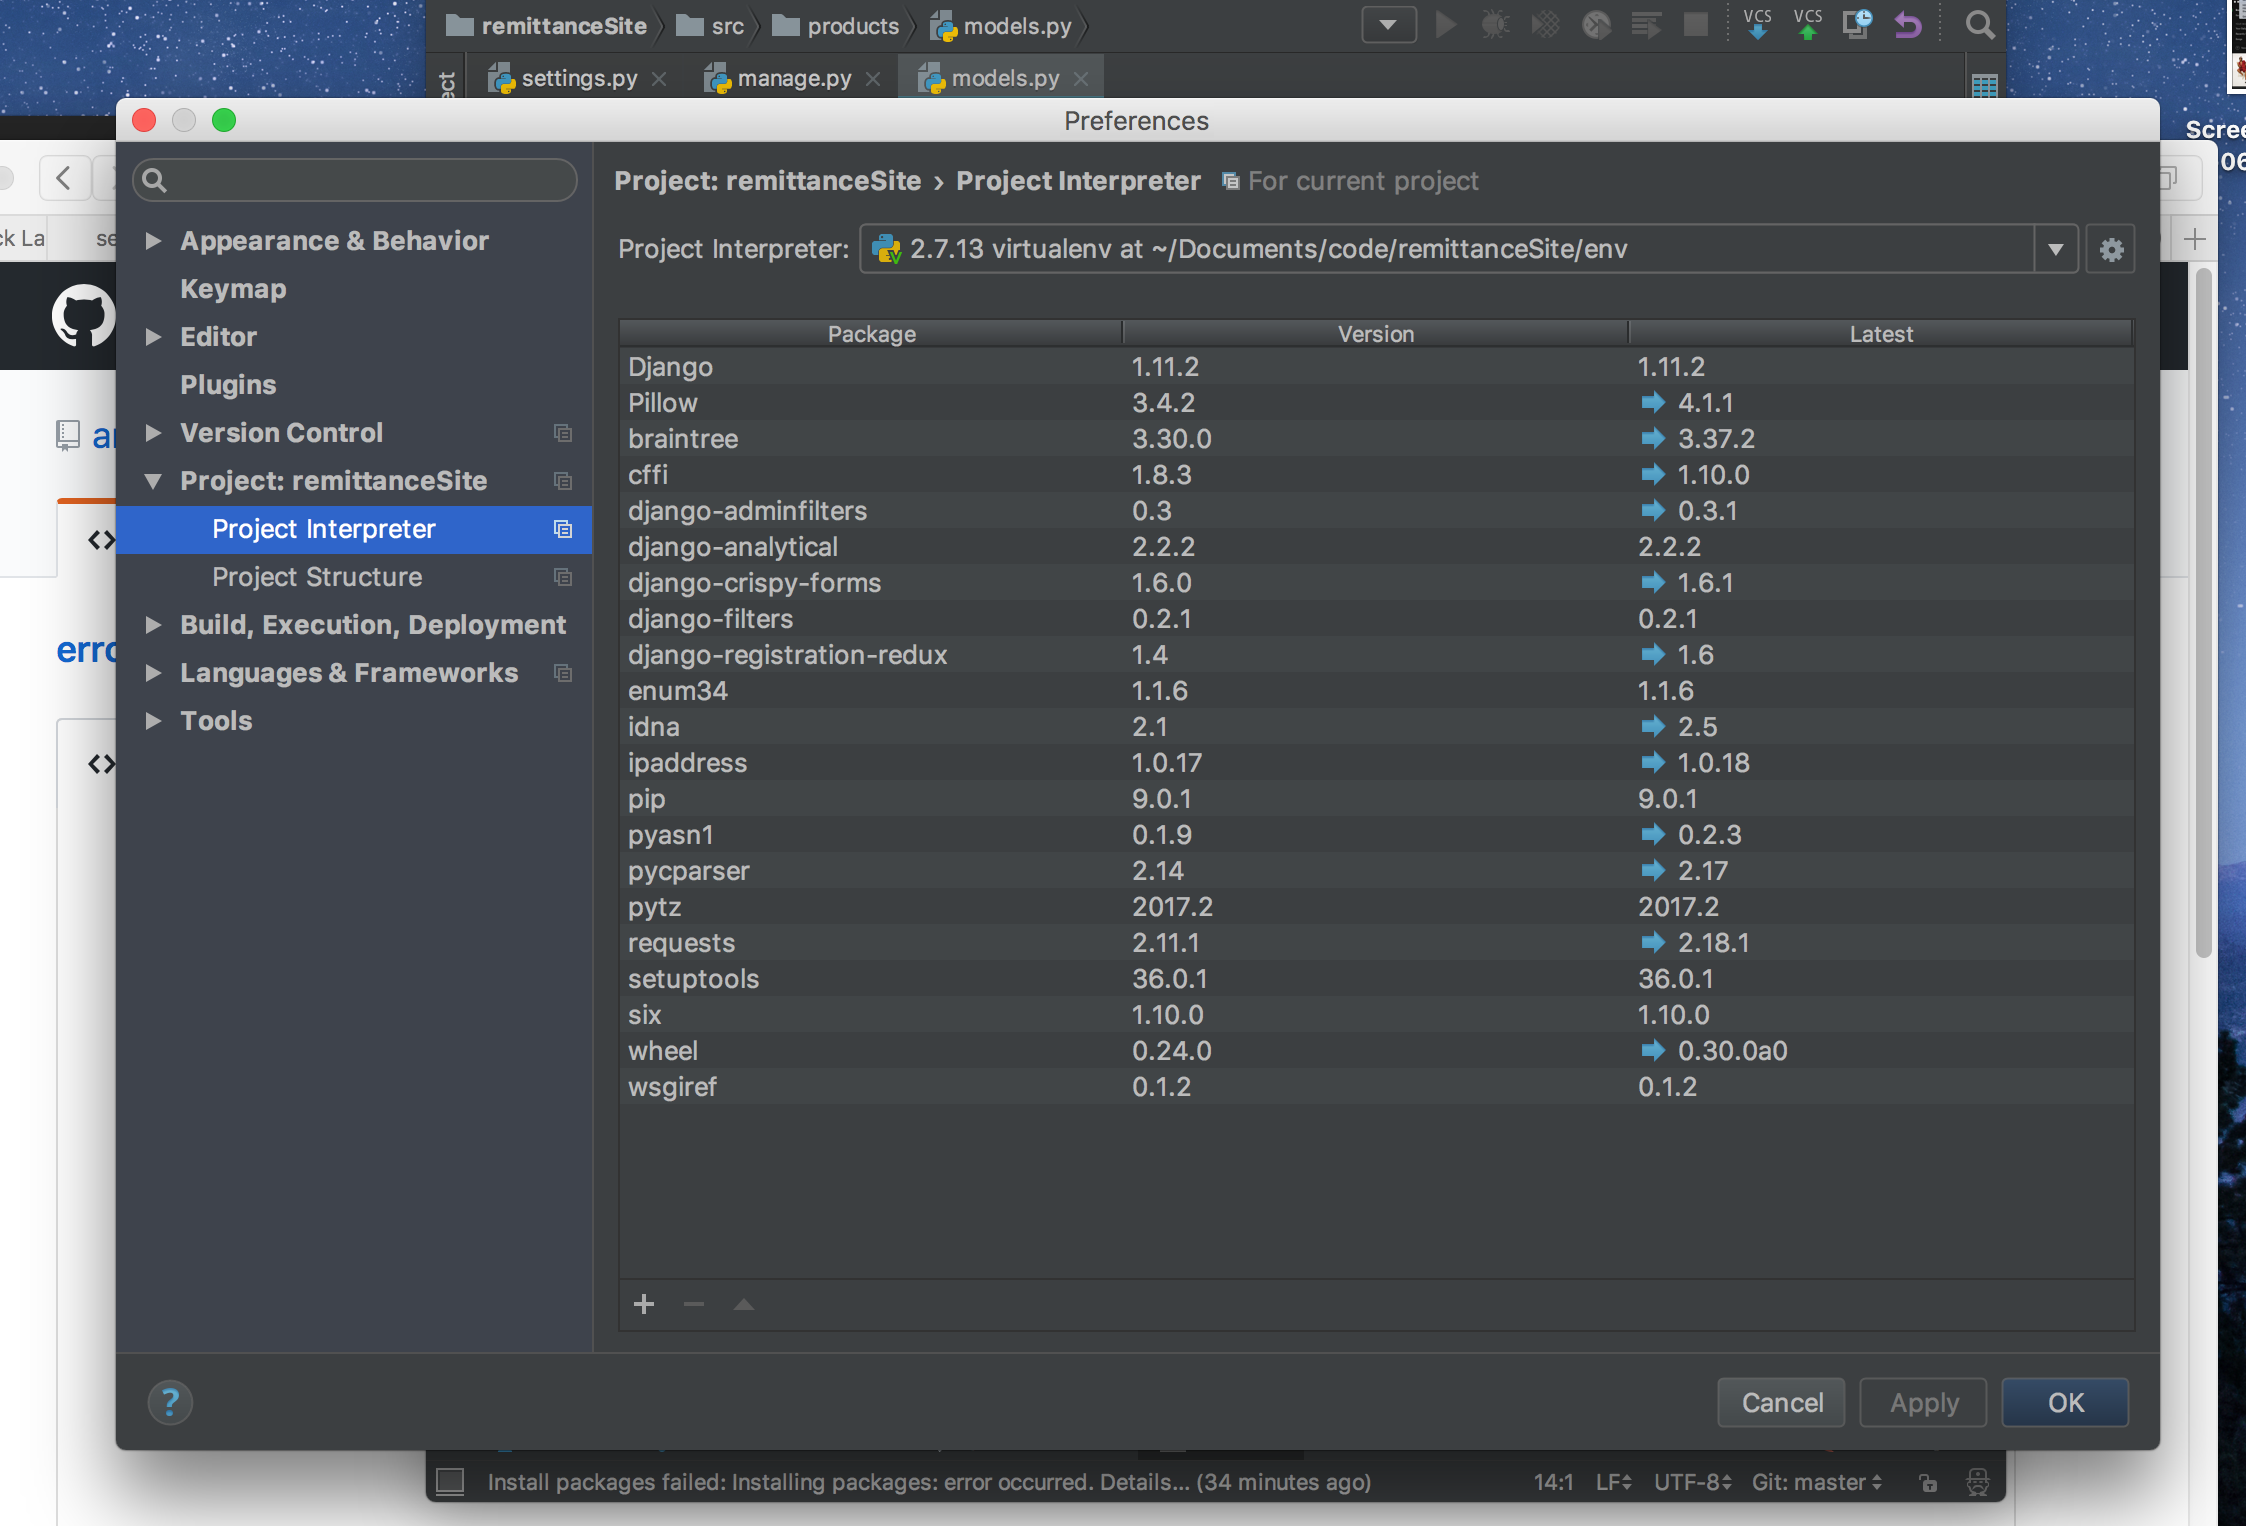 remittanceSite src products models.py
VCS VCS
settings.py manage.py models.py
Preferences
Project: remittanceSite › Project Interpreter For current project
Project Interpreter: 2.7.13 virtualenv at ~/Documents/code/remittanceSite/env
Appearance & Behavior
Keymap
Editor
Plugins
Version Control
Project: remittanceSite
Project Interpreter
Project Structure
Build, Execution, Deployment
Languages & Frameworks
Tools
Package Version Latest
Django 1.11.2 1.11.2
Pillow 3.4.2 4.1.1
braintree 3.30.0 3.37.2
cffi 1.8.3 1.10.0
django-adminfilters 0.3 0.3.1
django-analytical 2.2.2 2.2.2
django-crispy-forms 1.6.0 1.6.1
django-filters 0.2.1 0.2.1
django-registration-redux 1.4 1.6
enum34 1.1.6 1.1.6
idna 2.1 2.5
ipaddress 1.0.17 1.0.18
pip 9.0.1 9.0.1
pyasn1 0.1.9 0.2.3
pycparser 2.14 2.17
pytz 2017.2 2017.2
requests 2.11.1 2.18.1
setuptools 36.0.1 36.0.1
six 1.10.0 1.10.0
wheel 0.24.0 0.30.0a0
wsgiref 0.1.2 0.1.2
? Cancel Apply OK
Install packages failed: Installing packages: error occurred. Details... (34 minutes ago) 14:1 LF UTF-8 Git: master